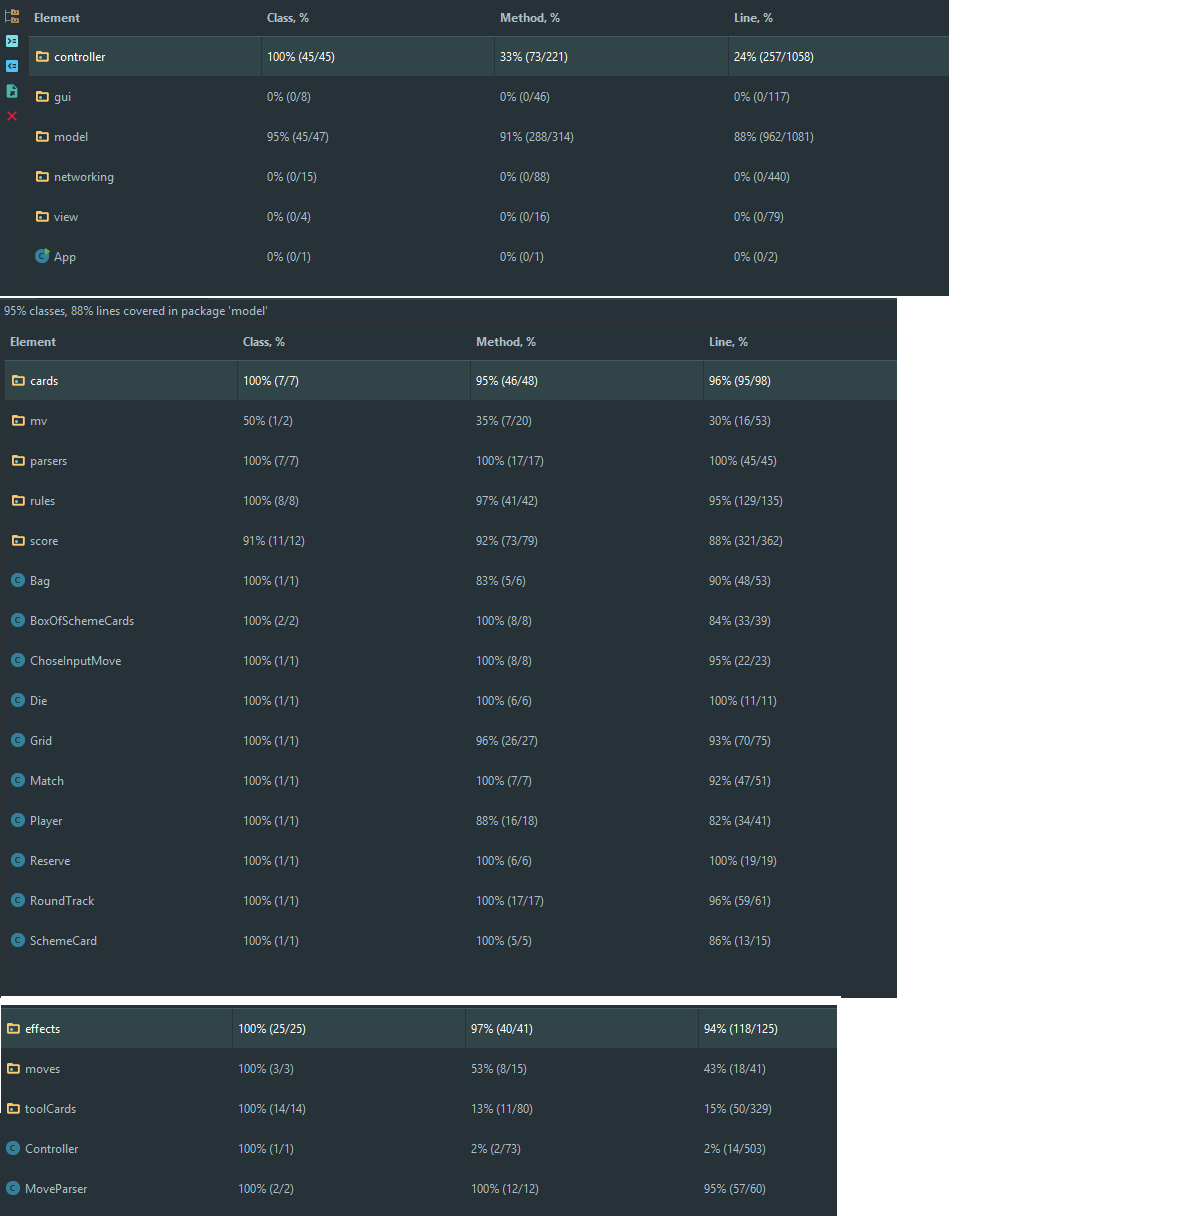 Element Class, % Method, % Line, %
controller 100% (45/45) 33% (73/221) 24% (257/1058)
gui 0% (0/8) 0% (0/46) 0% (0/117)
model 95% (45/47) 91% (288/314) 88% (962/1081)
networking 0% (0/15) 0% (0/88) 0% (0/440)
view 0% (0/4) 0% (0/16) 0% (0/79)
App 0% (0/1) 0% (0/1) 0% (0/2)
95% classes, 88% lines covered in package 'model'
Element Class, % Method, % Line, %
cards 100% (7/7) 95% (46/48) 96% (95/98)
mv 50% (1/2) 35% (7/20) 30% (16/53)
parsers 100% (7/7) 100% (17/17) 100% (45/45)
rules 100% (8/8) 97% (41/42) 95% (129/135)
score 91% (11/12) 92% (73/79) 88% (321/362)
Bag 100% (1/1) 83% (5/6) 90% (48/53)
BoxOfSchemeCards 100% (2/2) 100% (8/8) 84% (33/39)
ChoseInputMove 100% (1/1) 100% (8/8) 95% (22/23)
Die 100% (1/1) 100% (6/6) 100% (11/11)
Grid 100% (1/1) 96% (26/27) 93% (70/75)
Match 100% (1/1) 100% (7/7) 92% (47/51)
Player 100% (1/1) 88% (16/18) 82% (34/41)
Reserve 100% (1/1) 100% (6/6) 100% (19/19)
RoundTrack 100% (1/1) 100% (17/17) 96% (59/61)
SchemeCard 100% (1/1) 100% (5/5) 86% (13/15)
effects 100% (25/25) 97% (40/41) 94% (118/125)
moves 100% (3/3) 53% (8/15) 43% (18/41)
toolCards 100% (14/14) 13% (11/80) 15% (50/329)
Controller 100% (1/1) 2% (2/73) 2% (14/503)
MoveParser 100% (2/2) 100% (12/12) 95% (57/60)